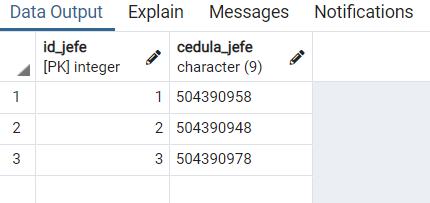 Data Output Explain Messages Notifications
id_jefe cedula_jefe
[PK] integer character (9)
1 1 504390958
2 2 504390948
3 3 504390978